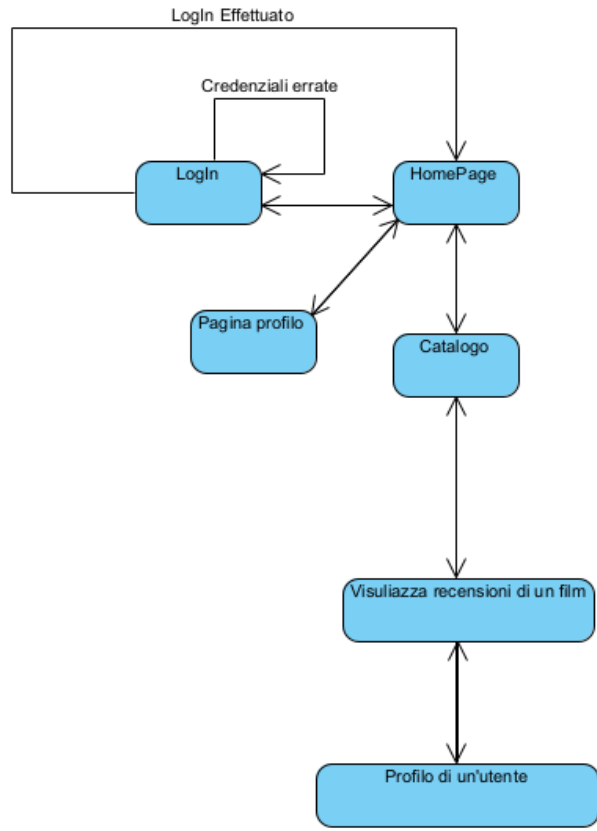 LogIn Effettuato
Credenziali errate
LogIn
HomePage
Pagina profilo
Catalogo
Visuliazza recensioni di un film
Profilo di un'utente